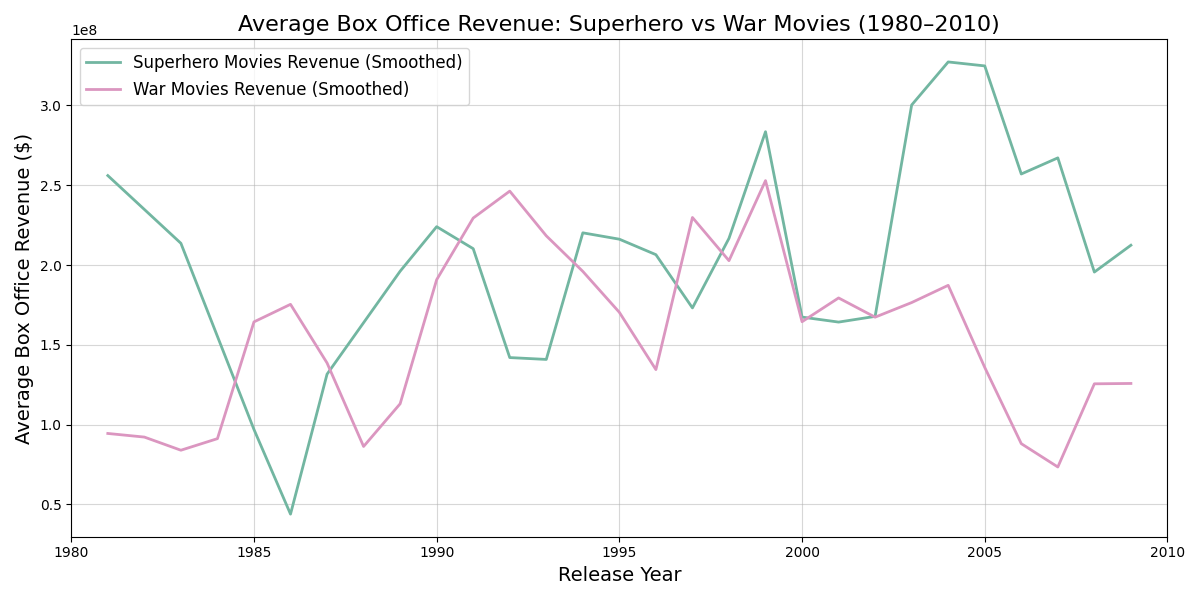 Average Box Office Revenue: Superhero vs War Movies (1980–2010)
1e8
Superhero Movies Revenue (Smoothed)
War Movies Revenue (Smoothed)
Average Box Office Revenue ($)
3.0
2.5
2.0
1.5
1.0
0.5
1980 1985 1990 1995 2000 2005 2010
Release Year